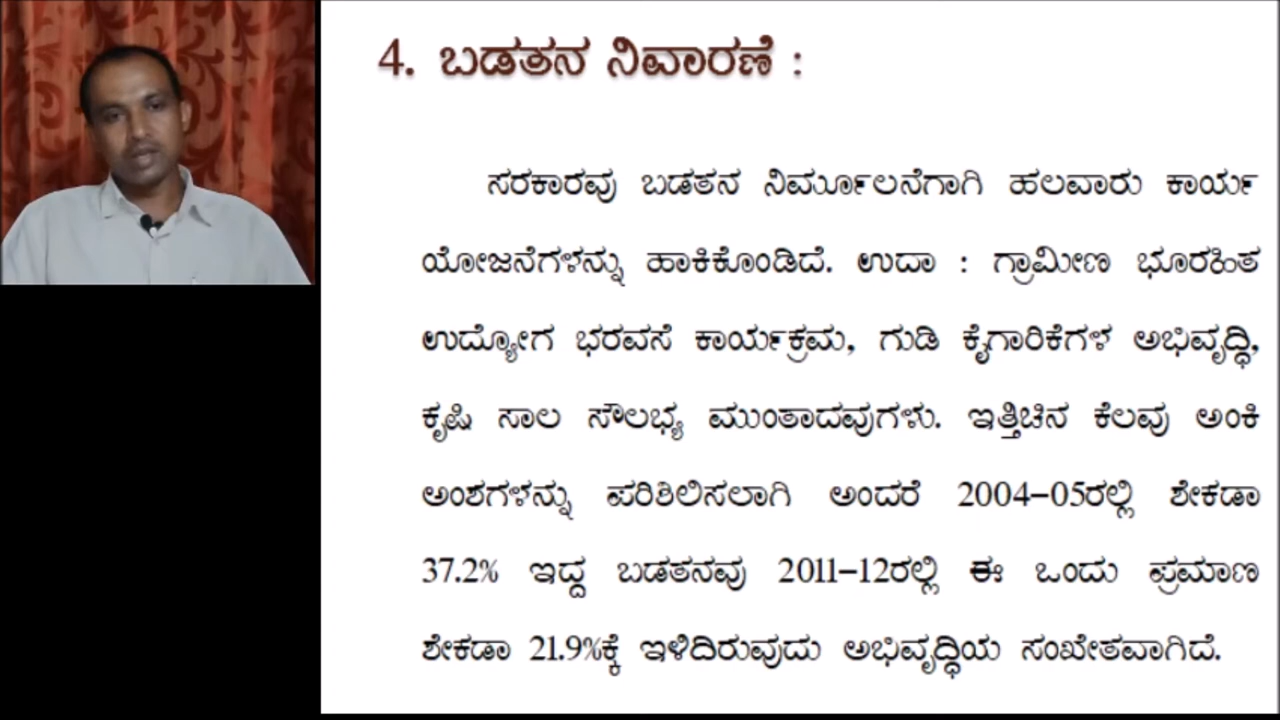 4. ಬಡತನ ನಿವಾರಣೆ :
ಸರಕಾರವು ಬಡತನ ನಿರ್ಮೂಲನೆಗಾಗಿ ಹಲವಾರು ಕಾರ್ಯ
ಯೋಜನೆಗಳನ್ನು ಹಾಕಿಕೊಂಡಿದೆ. ಉದಾ : ಗ್ರಾಮೀಣ ಭೂರಹಿತ
ಉದ್ಯೋಗ ಭರವಸೆ ಕಾರ್ಯಕ್ರಮ, ಗುಡಿ ಕೈಗಾರಿಕೆಗಳ ಅಭಿವೃದ್ಧಿ,
ಕೃಷಿ ಸಾಲ ಸೌಲಭ್ಯ ಮುಂತಾದವುಗಳು. ಇತ್ತಿಚಿನ ಕೆಲವು ಅಂಕಿ
ಅಂಶಗಳನ್ನು ಪರಿಶಿಲಿಸಲಾಗಿ ಅಂದರೆ 2004-05ರಲ್ಲಿ ಶೇಕಡಾ
37.2% ಇದ್ದ ಬಡತನವು 2011-12ರಲ್ಲಿ ಈ ಒಂದು ಪ್ರಮಾಣ
ಶೇಕಡಾ 21.9%ಕ್ಕೆ ಇಳಿದಿರುವುದು ಅಭಿವೃದ್ಧಿಯ ಸಂಖೇತವಾಗಿದೆ.